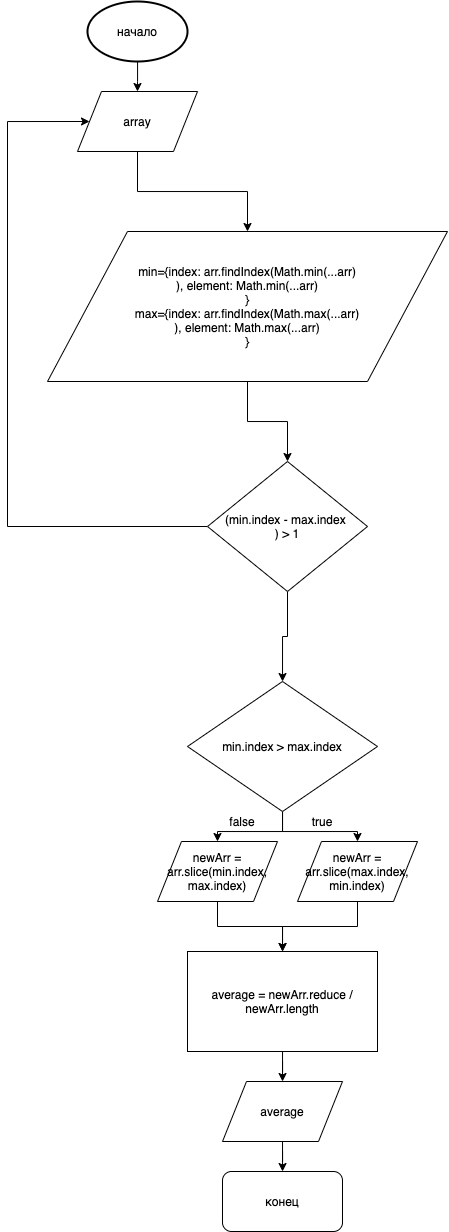 начало
array
min={index: arr.findIndex(Math.min(...arr)
), element: Math.min(...arr)
}
max={index: arr.findIndex(Math.max(...arr)
), element: Math.max(...arr)
}
(min.index - max.index
) > 1
min.index > max.index
false
true
newArr =
arr.slice(min.index,
max.index)
newArr =
arr.slice(max.index,
min.index)
average = newArr.reduce /
newArr.length
average
конец